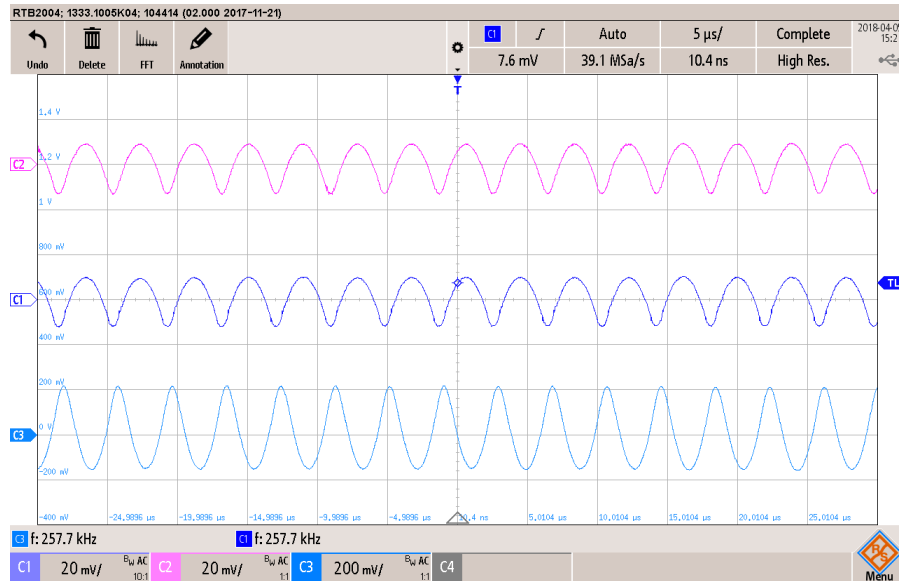 RTB2004; 1333.1005K04; 104414 (02.000 2017-11-21)
Undo Delete FFT Annotation
C1 Auto 5 µs/ Complete
7.6 mV 39.1 MSa/s 10.4 ns High Res.
T
1,4 V
C2 1,2 V
1 V
800 mV
C1 600 mV TL
400 mV
200 mV
C3 0 V
-200 mV
-400 mV -24,9896 µs -19,9896 µs -14,9896 µs -9,9896 µs -4,9896 µs 10,4 ns 5,0104 µs 10,0104 µs 15,0104 µs 20,0104 µs 25,0104 µs
C3 f: 257.7 kHz C1 f: 257.7 kHz
C1 20 mV/ BW AC 10:1 C2 20 mV/ BW AC 1:1 C3 200 mV/ BW AC 1:1 C4
R S
Menu